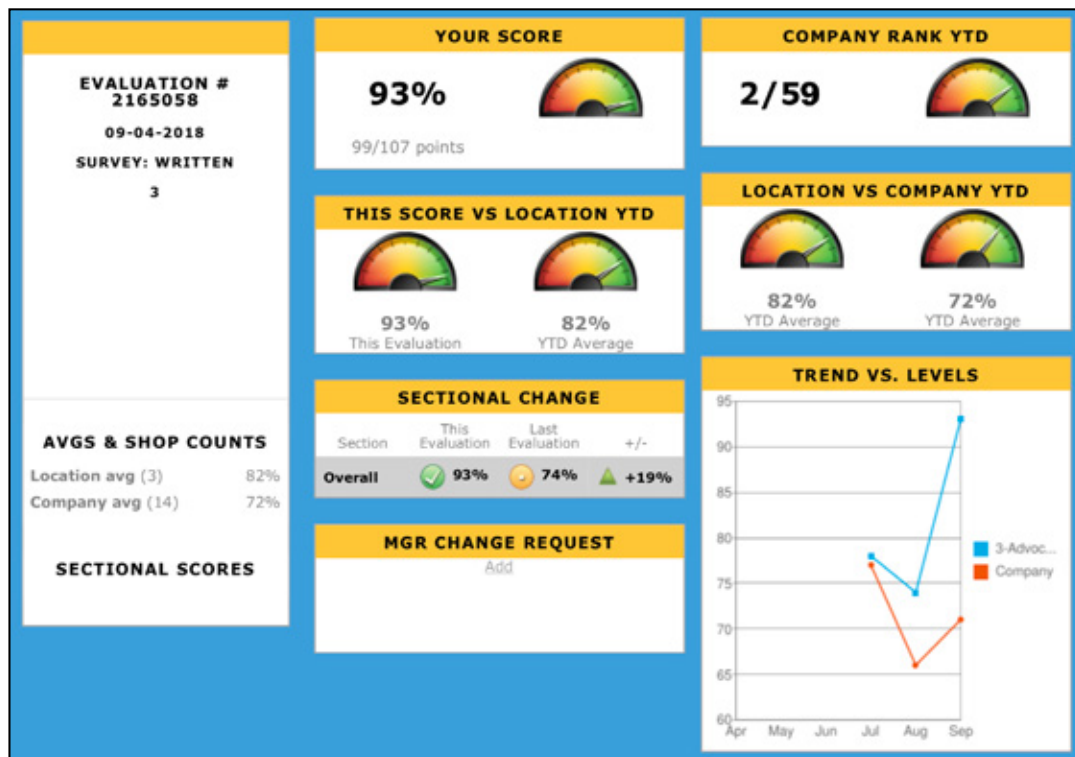 EVALUATION #
2165058
09-04-2018
SURVEY: WRITTEN
3
AVGS & SHOP COUNTS
Location avg (3) 82%
Company avg (14) 72%
SECTIONAL SCORES
YOUR SCORE
93%
99/107 points
THIS SCORE VS LOCATION YTD
93% 82%
This Evaluation YTD Average
SECTIONAL CHANGE
Section This Evaluation Last Evaluation +/-
Overall 93% 74% +19%
MGR CHANGE REQUEST
Add
COMPANY RANK YTD
2/59
LOCATION VS COMPANY YTD
82% 72%
YTD Average YTD Average
TREND VS. LEVELS
95
90
85
80
75
70
65
60
Apr May Jun Jul Aug Sep
3-Advoc...
Company